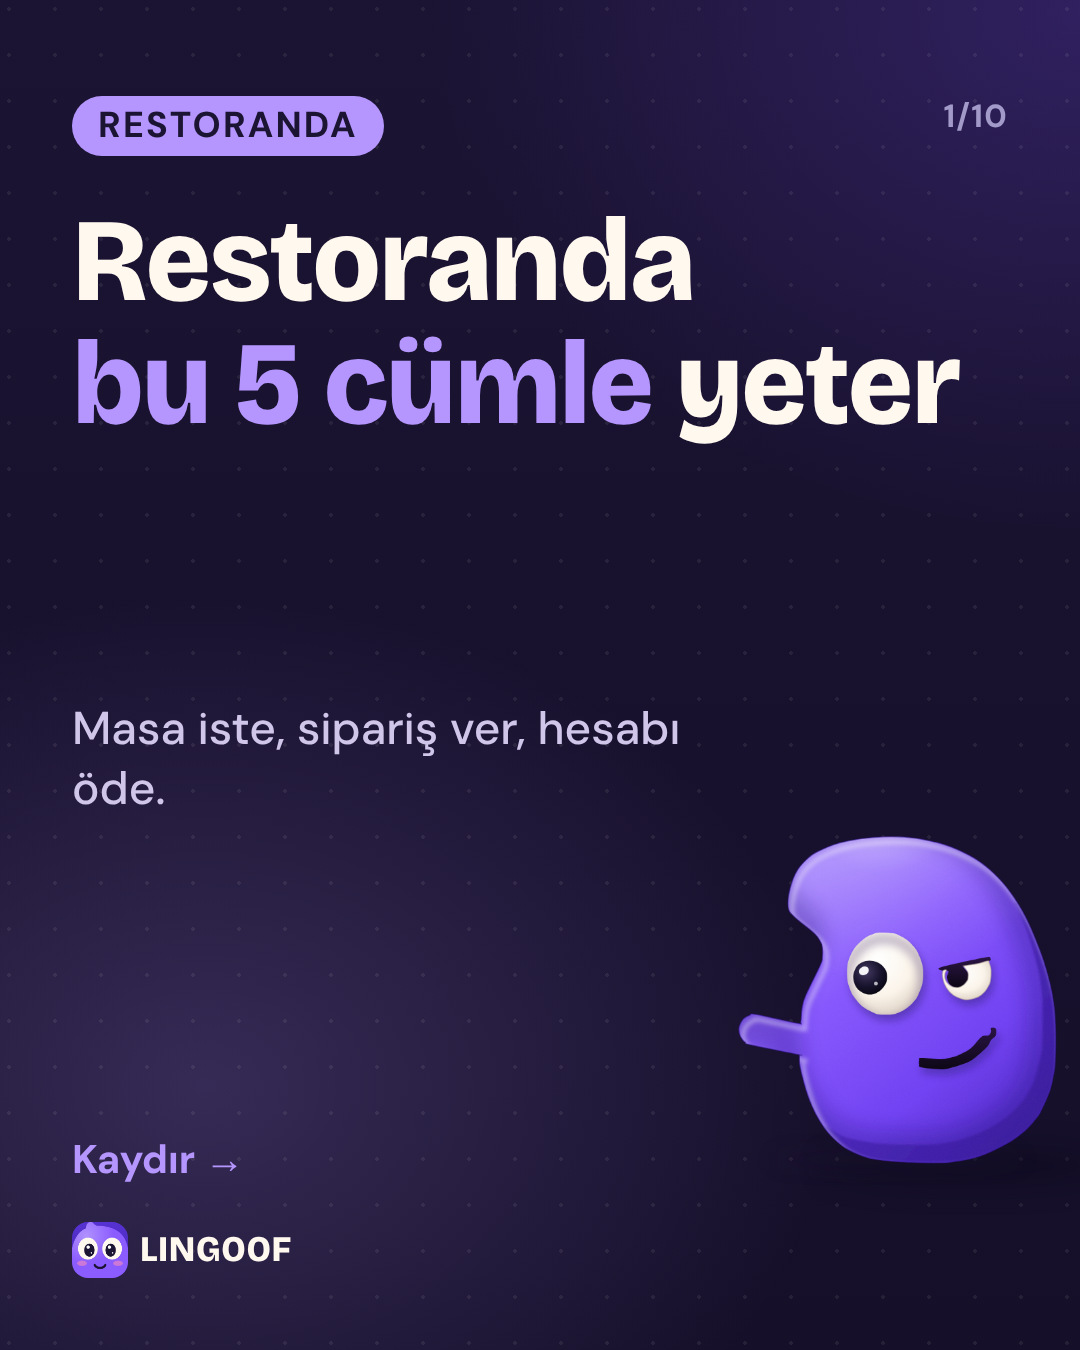 RESTORANDA
1/10
Restoranda
bu 5 cümle yeter
Masa iste, sipariş ver, hesabı
öde.
Kaydır →
LINGOOF